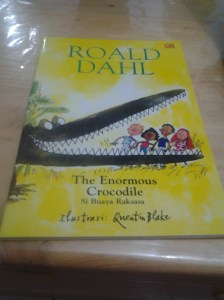 ROALD
DAHL
The Enormous
Crocodile
Si Buaya Raksasa
Ilustrasi: Quentin Blake